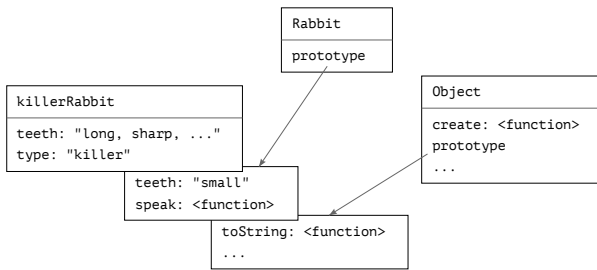 Rabbit
prototype
killerRabbit
teeth: "long, sharp, ..."
type: "killer"
Object
create: <function>
prototype
...
teeth: "small"
speak: <function>
toString: <function>
...